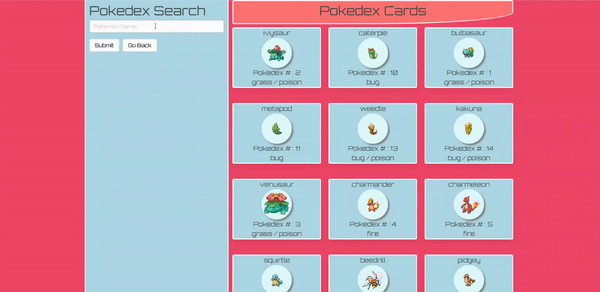 Pokedex Search
Pokemon Name
Submit
Go Back
Pokedex Cards
ivysaur
Pokedex # : 2
grass / poison
caterpie
Pokedex # : 10
bug
bulbasaur
Pokedex # : 1
grass / poison
metapod
Pokedex # : 11
bug
weedle
Pokedex # : 13
bug / poison
kakuna
Pokedex # : 14
bug / poison
venusaur
Pokedex # : 3
grass / poison
charmander
Pokedex # : 4
fire
charmeleon
Pokedex # : 5
fire
squirtle
beedrill
pidgey